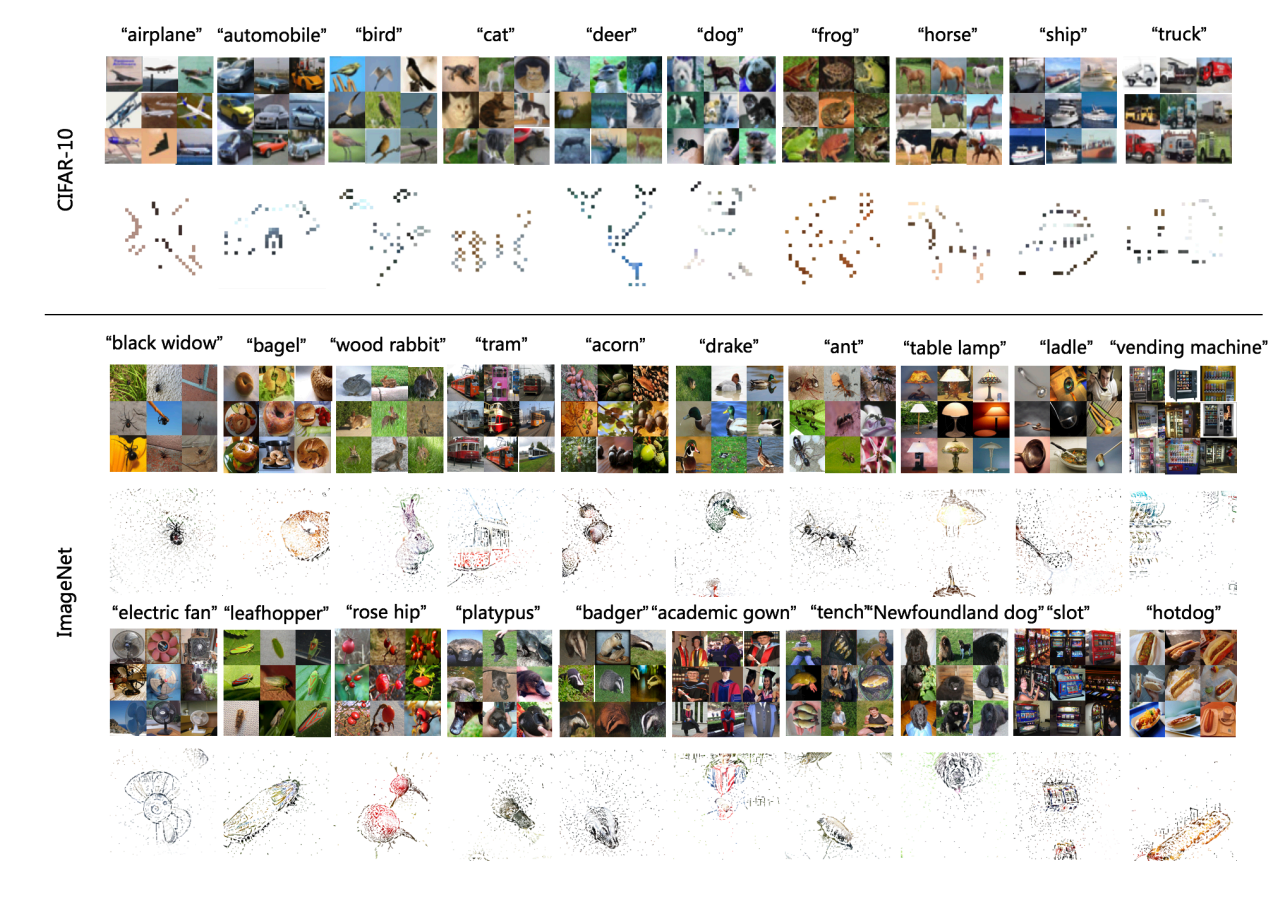 “airplane” “automobile” “bird” “cat” “deer” “dog” “frog” “horse” “ship” “truck”
CIFAR-10
“black widow” “bagel” “wood rabbit” “tram” “acorn” “drake” “ant” “table lamp” “ladle” “vending machine”
ImageNet
“electric fan” “leafhopper” “rose hip” “platypus” “badger” “academic gown” “tench” “Newfoundland dog” “slot” “hotdog”